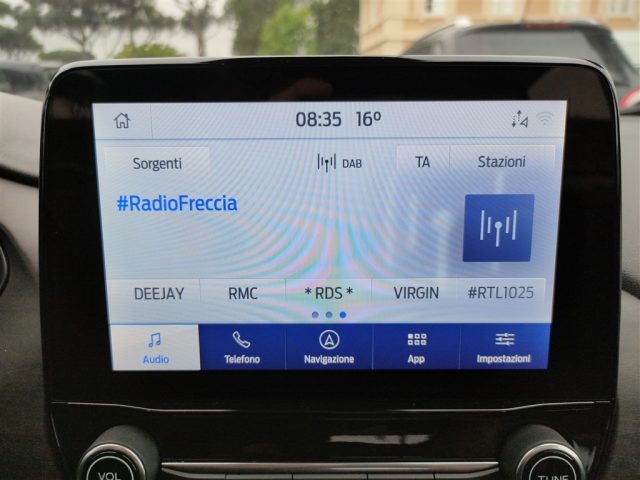 08:35 16º
Sorgenti DAB TA Stazioni
#RadioFreccia
DEEJAY RMC *RDS* VIRGIN #RTL1025
Audio Telefono Navigazione App Impostazioni
VOL TUNE